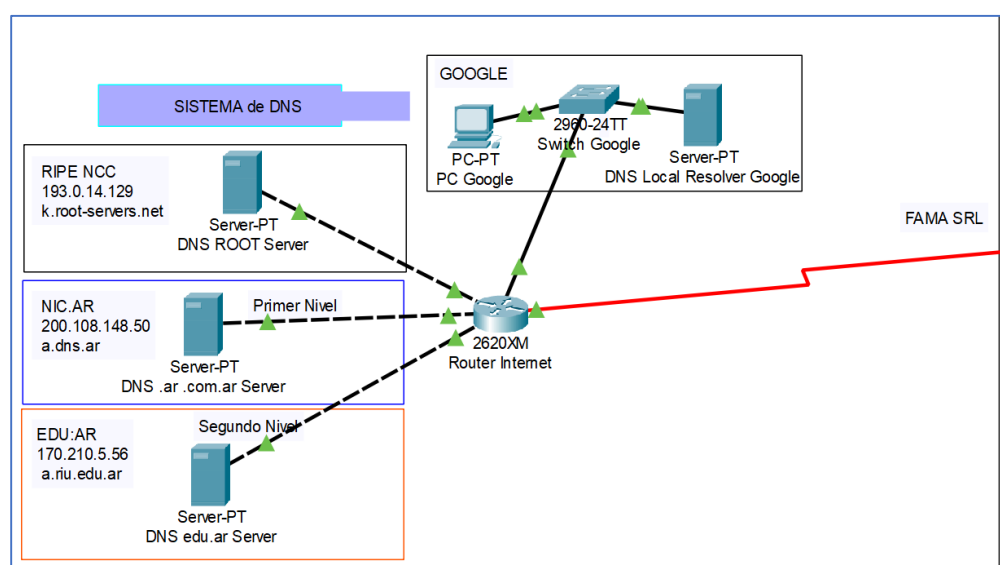 SISTEMA de DNS
GOOGLE
2960-24TT
Switch Google
PC-PT
PC Google
Server-PT
DNS Local Resolver Google
RIPE NCC
193.0.14.129
k.root-servers.net
Server-PT
DNS ROOT Server
FAMA SRL
NIC.AR
200.108.148.50
a.dns.ar
Primer Nivel
Server-PT
DNS .ar .com.ar Server
2620XM
Router Internet
EDU:AR
170.210.5.56
a.riu.edu.ar
Segundo Nivel
Server-PT
DNS edu.ar Server